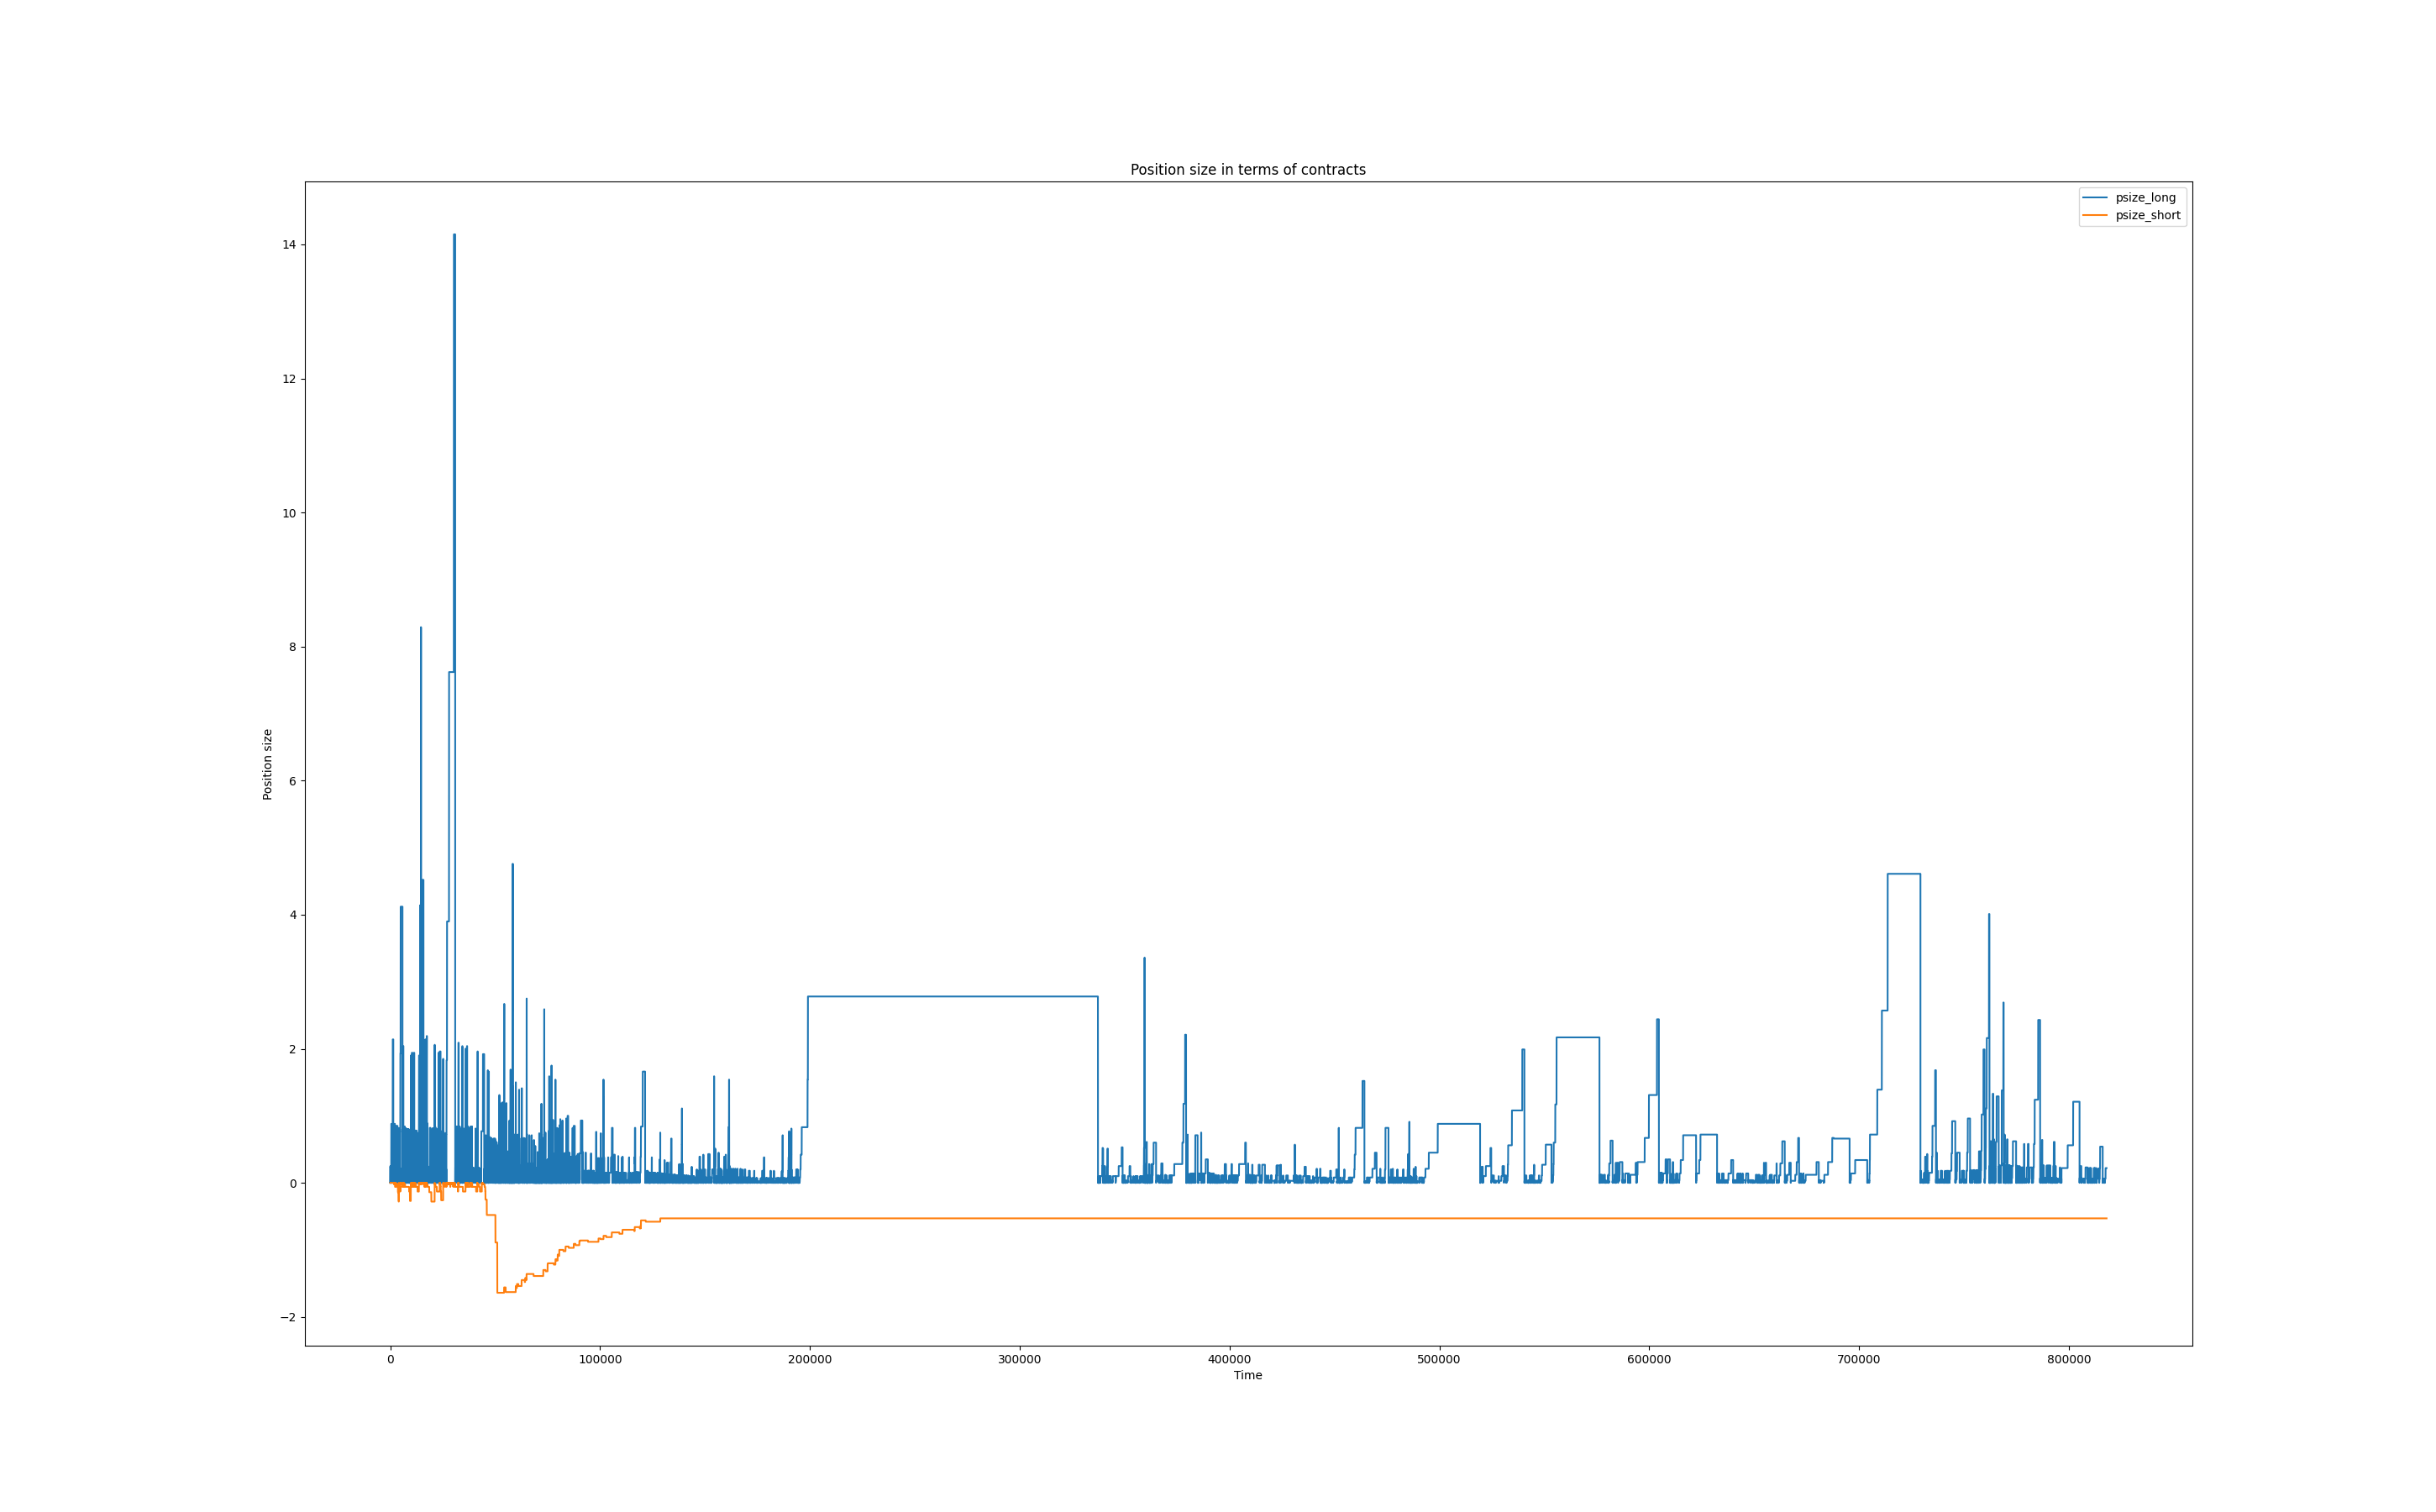 Position size in terms of contracts
psize_long
psize_short
14
12
10
8
6
4
2
0
−2
Position size
0 100000 200000 300000 400000 500000 600000 700000 800000
Time